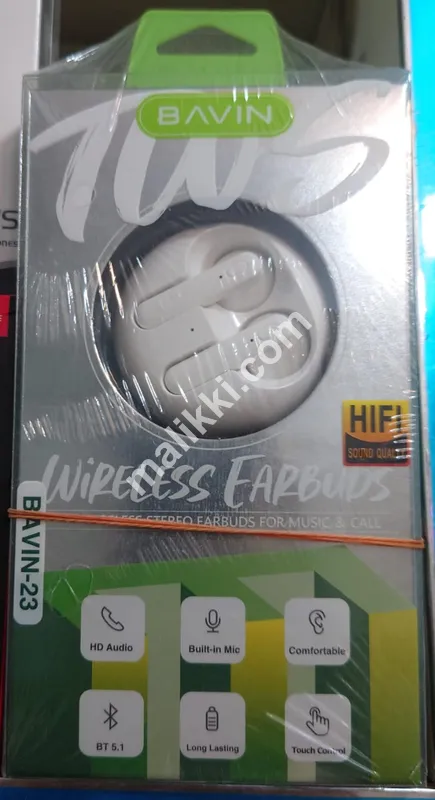 BAVIN
TWS
malikki.com
HIFI
SOUND QUALITY
WIRELESS EARBUDS
STEREO EARBUDS FOR MUSIC & CALL
BAVIN-23
HD Audio
Built-in Mic
Comfortable
BT 5.1
Long Lasting
Touch Control